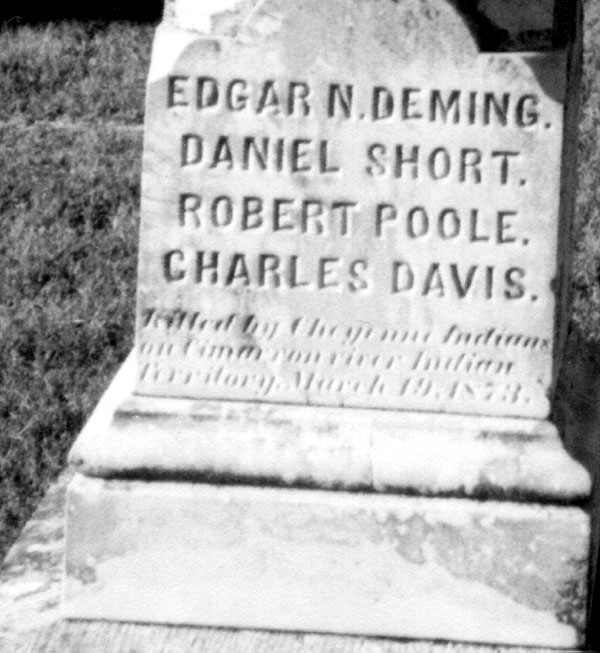 EDGAR N. DEMING.
DANIEL SHORT.
ROBERT POOLE.
CHARLES DAVIS.
Killed by Cheyenne Indians
on Cimarron river Indian
Territory, March 19, 1873.